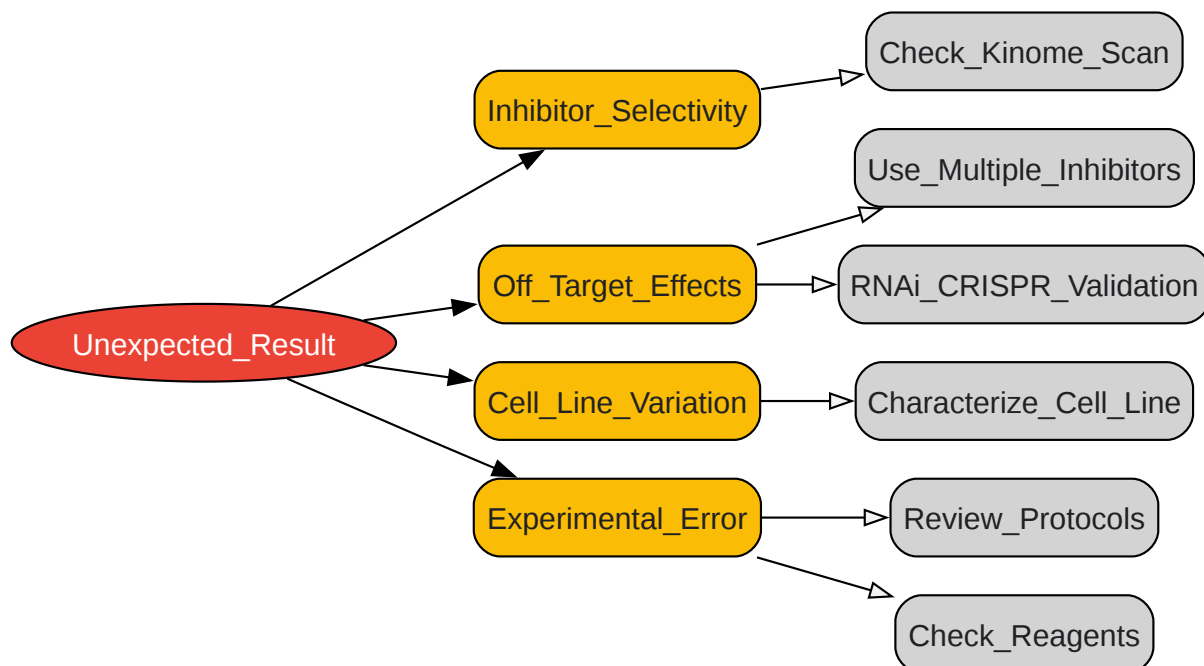 Unexpected_Result
Inhibitor_Selectivity
Off_Target_Effects
Cell_Line_Variation
Experimental_Error
Check_Kinome_Scan
Use_Multiple_Inhibitors
RNAi_CRISPR_Validation
Characterize_Cell_Line
Review_Protocols
Check_Reagents